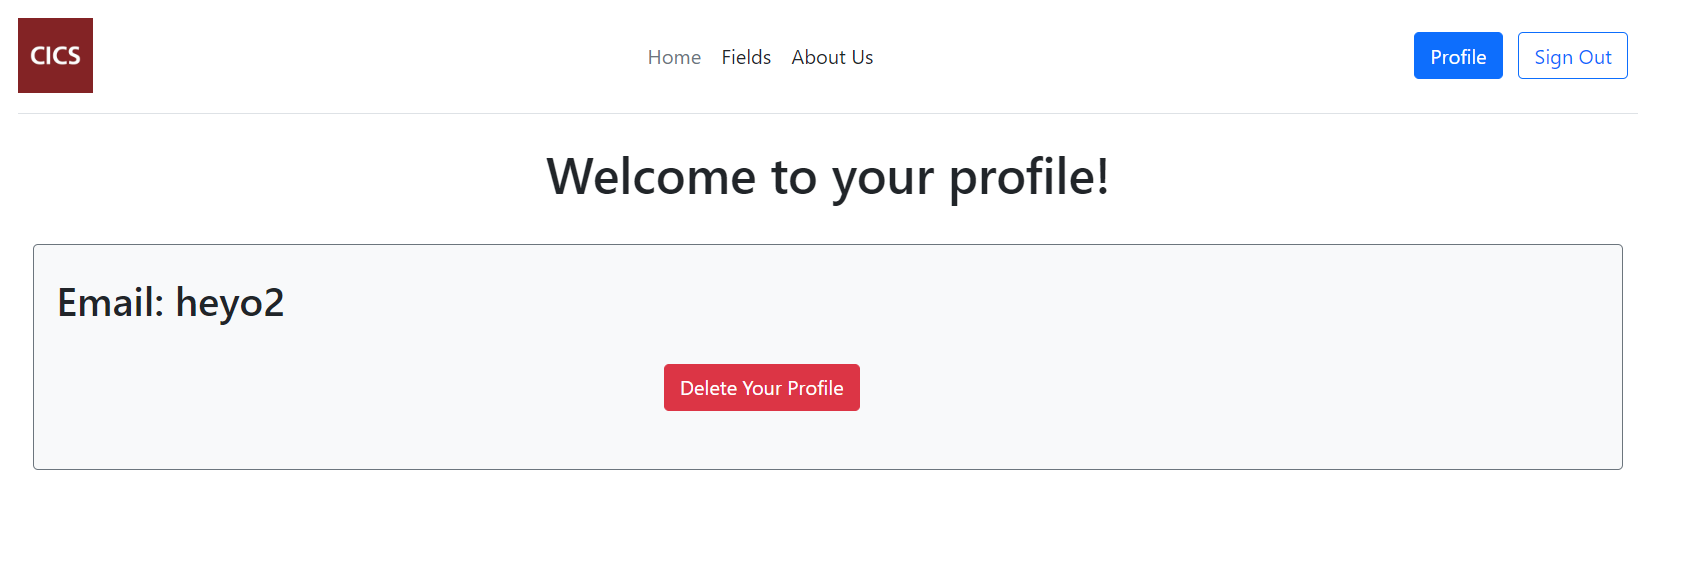 CICS
Home Fields About Us
Profile Sign Out
Welcome to your profile!
Email: heyo2
Delete Your Profile